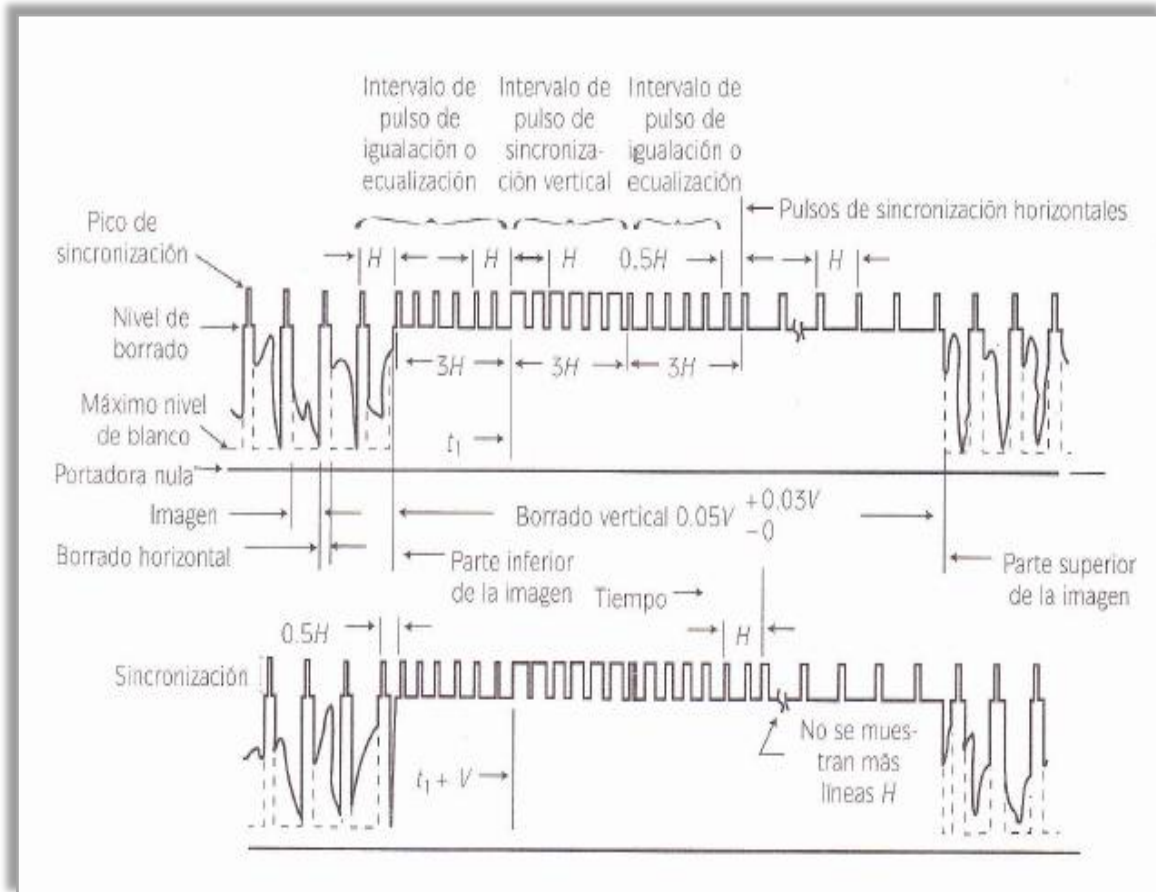 Intervalo de
pulso de
igualación o
ecualización
Intervalo de
pulso de
sincroniza-
ción vertical
Intervalo de
pulso de
igualación o
ecualización
Pulsos de sincronización horizontales
Pico de
sincronización
H
H
H
0.5H
H
Nivel de
borrado
3H
3H
3H
Máximo nivel
de blanco
t1
Portadora nula
Imagen
Borrado vertical 0.05V +0.03V
−0
Borrado horizontal
Parte inferior
de la imagen
Tiempo
Parte superior
de la imagen
0.5H
H
Sincronización
t1 + V
No se mues-
tran más
líneas H